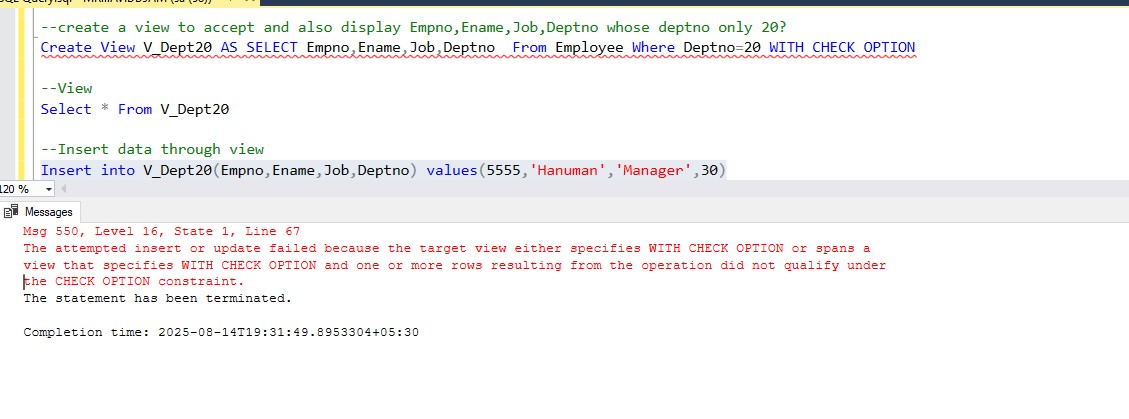 --create a view to accept and also display Empno,Ename,Job,Deptno whose deptno only 20?
Create View V_Dept20 AS SELECT Empno,Ename,Job,Deptno  From Employee Where Deptno=20 WITH CHECK OPTION
--View
Select * From V_Dept20
--Insert data through view
Insert into V_Dept20(Empno,Ename,Job,Deptno) values(5555,'Hanuman','Manager',30)
120 %
Messages
Msg 550, Level 16, State 1, Line 67
The attempted insert or update failed because the target view either specifies WITH CHECK OPTION or spans a
view that specifies WITH CHECK OPTION and one or more rows resulting from the operation did not qualify under
the CHECK OPTION constraint.
The statement has been terminated.
Completion time: 2025-08-14T19:31:49.8953304+05:30